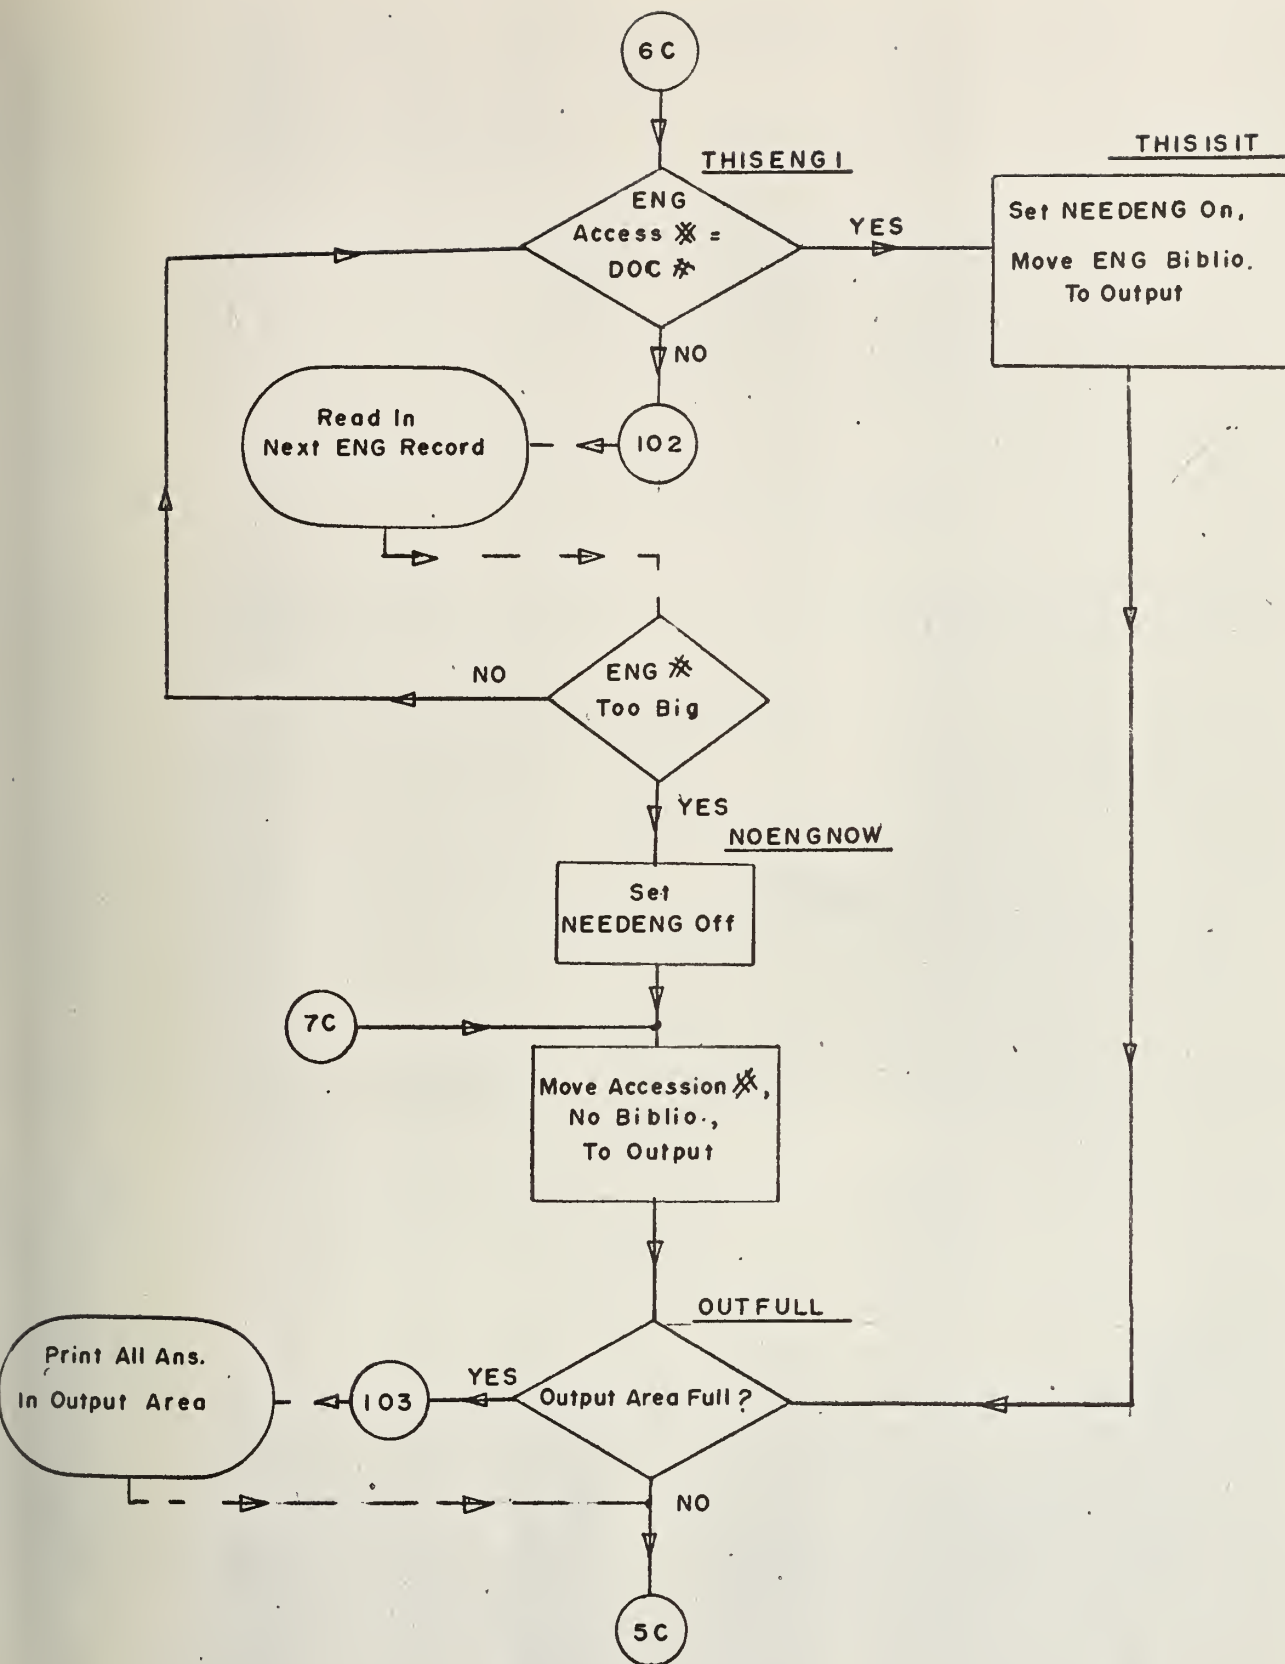 6C
THISENG1
THISISIT
ENG
Access # =
DOC #
YES
Set NEEDENG On,
Move ENG Biblio.
To Output
NO
Read In
Next ENG Record
102
NO
ENG #
Too Big
YES
NOENGNOW
Set
NEEDENG Off
7C
Move Accession #,
No Biblio.,
To Output
OUTFULL
Print All Ans.
In Output Area
103
YES
Output Area Full?
NO
5C